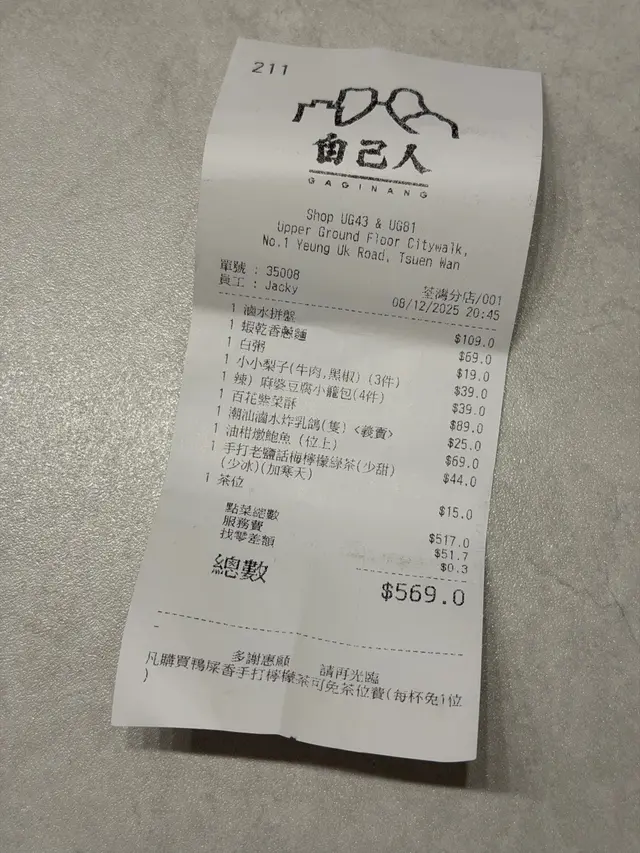 211
自己人
GAGINANG
Shop UG43 & UG81
Upper Ground Floor Citywalk,
No.1 Yeung Uk Road, Tsuen Wan
單號 : 35008 荃灣分店/001
員工 : Jacky 08/12/2025 20:45
1 滷水拼盤 $109.0
1 蝦乾香蔥麵 $69.0
1 白粥 $19.0
1 小小梨子(牛肉,黑椒) (3件) $39.0
1 辣) 麻婆豆腐小籠包(4件) $39.0
1 百花紫菜酥 $89.0
1 潮汕滷水炸乳鴿(隻) <義賣> $25.0
1 油柑燉鮑魚 (位上) $69.0
1 手打老鹽話梅檸檬綠茶(少甜) $44.0
(少冰)(加寒天)
1 茶位 $15.0
點菜總數 $517.0
服務費 $51.7
找零差額 $0.3
總數 $569.0
-
多謝惠顧 請再光臨
凡購買鴨屎香手打檸檬茶可免茶位費(每杯免1位
)